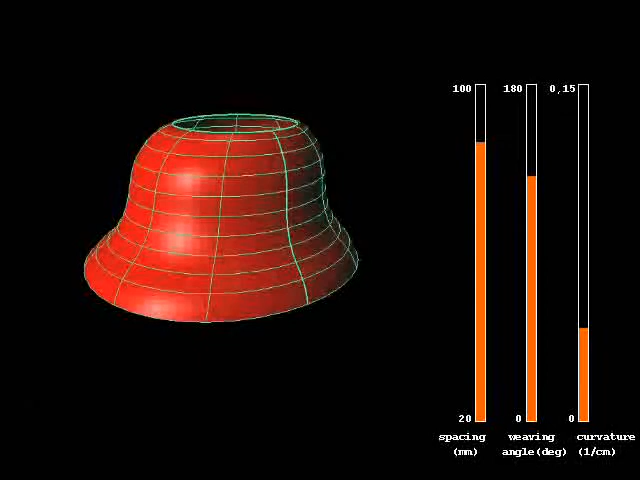 100 180 0,15
20 0 0
spacing weaving curvature
(mm) angle(deg) (1/cm)